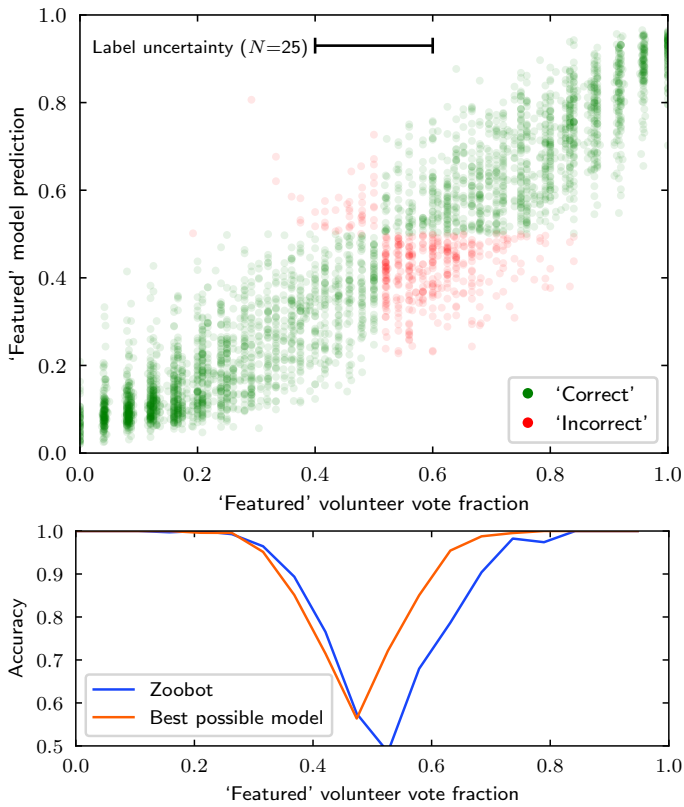 1.0
0.8
0.6
0.4
0.2
0.0
‘Featured’ model prediction
Label uncertainty (N=25)
‘Correct’
‘Incorrect’
0.0 0.2 0.4 0.6 0.8 1.0
‘Featured’ volunteer vote fraction
1.0
0.9
0.8
0.7
0.6
0.5
Accuracy
Zoobot
Best possible model
0.0 0.2 0.4 0.6 0.8 1.0
‘Featured’ volunteer vote fraction